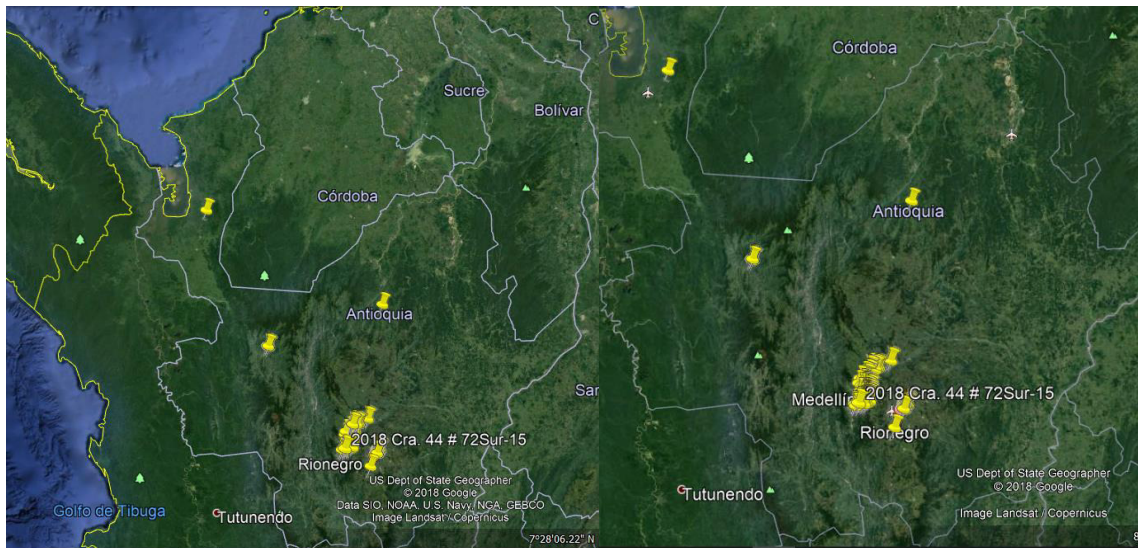 C
Sucre
Bolívar
Córdoba
Antioquia
San
2018 Cra. 44 # 72Sur-15
Rionegro
US Dept of State Geographer
© 2018 Google
Data SIO, NOAA, U.S. Navy, NGA, GEBCO
Image Landsat / Copernicus
Golfo de Tibuga
Tutunendo
7°28'06.22" N
Córdoba
Antioquia
Medellín
2018 Cra. 44 # 72Sur-15
Rionegro
US Dept of State Geographer
© 2018 Google
Image Landsat / Copernicus
Tutunendo
8